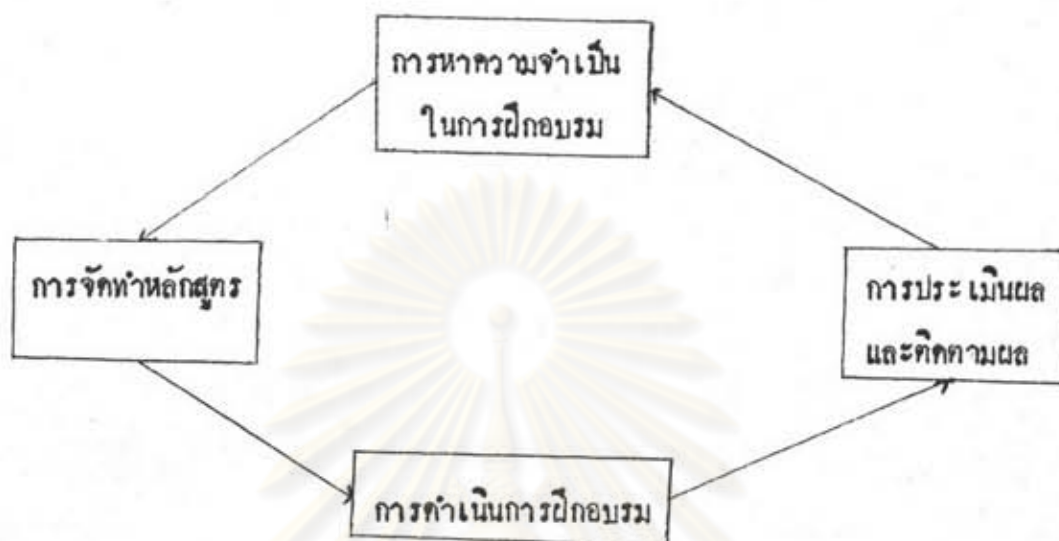 การหาความจำเป็น
ในการฝึกอบรม
การจัดทำหลักสูตร
การประเมินผล
และติดตามผล
การดำเนินการฝึกอบรม